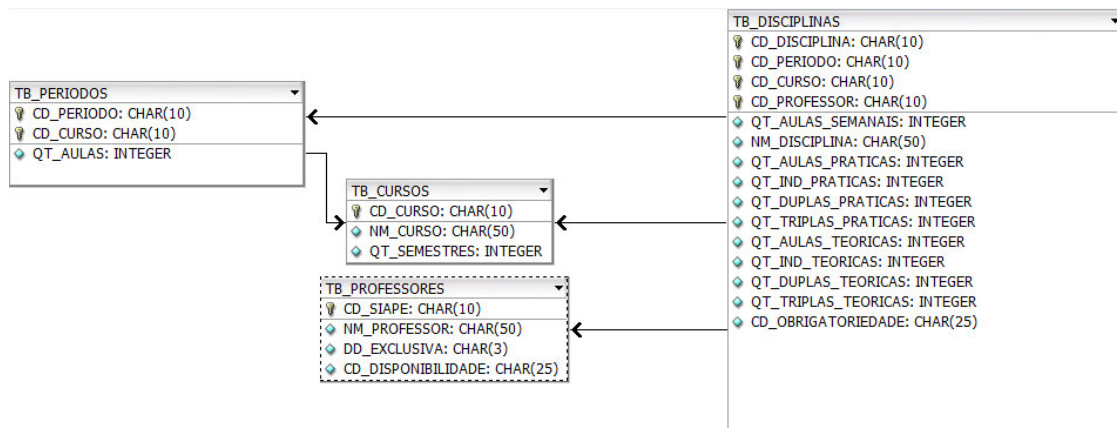 TB_PERIODOS
CD_PERIODO: CHAR(10)
CD_CURSO: CHAR(10)
QT_AULAS: INTEGER
TB_CURSOS
CD_CURSO: CHAR(10)
NM_CURSO: CHAR(50)
QT_SEMESTRES: INTEGER
TB_PROFESSORES
CD_SIAPE: CHAR(10)
NM_PROFESSOR: CHAR(50)
DD_EXCLUSIVA: CHAR(3)
CD_DISPONIBILIDADE: CHAR(25)
TB_DISCIPLINAS
CD_DISCIPLINA: CHAR(10)
CD_PERIODO: CHAR(10)
CD_CURSO: CHAR(10)
CD_PROFESSOR: CHAR(10)
QT_AULAS_SEMANAIS: INTEGER
NM_DISCIPLINA: CHAR(50)
QT_AULAS_PRATICAS: INTEGER
QT_IND_PRATICAS: INTEGER
QT_DUPLAS_PRATICAS: INTEGER
QT_TRIPLAS_PRATICAS: INTEGER
QT_AULAS_TEORICAS: INTEGER
QT_IND_TEORICAS: INTEGER
QT_DUPLAS_TEORICAS: INTEGER
QT_TRIPLAS_TEORICAS: INTEGER
CD_OBRIGATORIEDADE: CHAR(25)